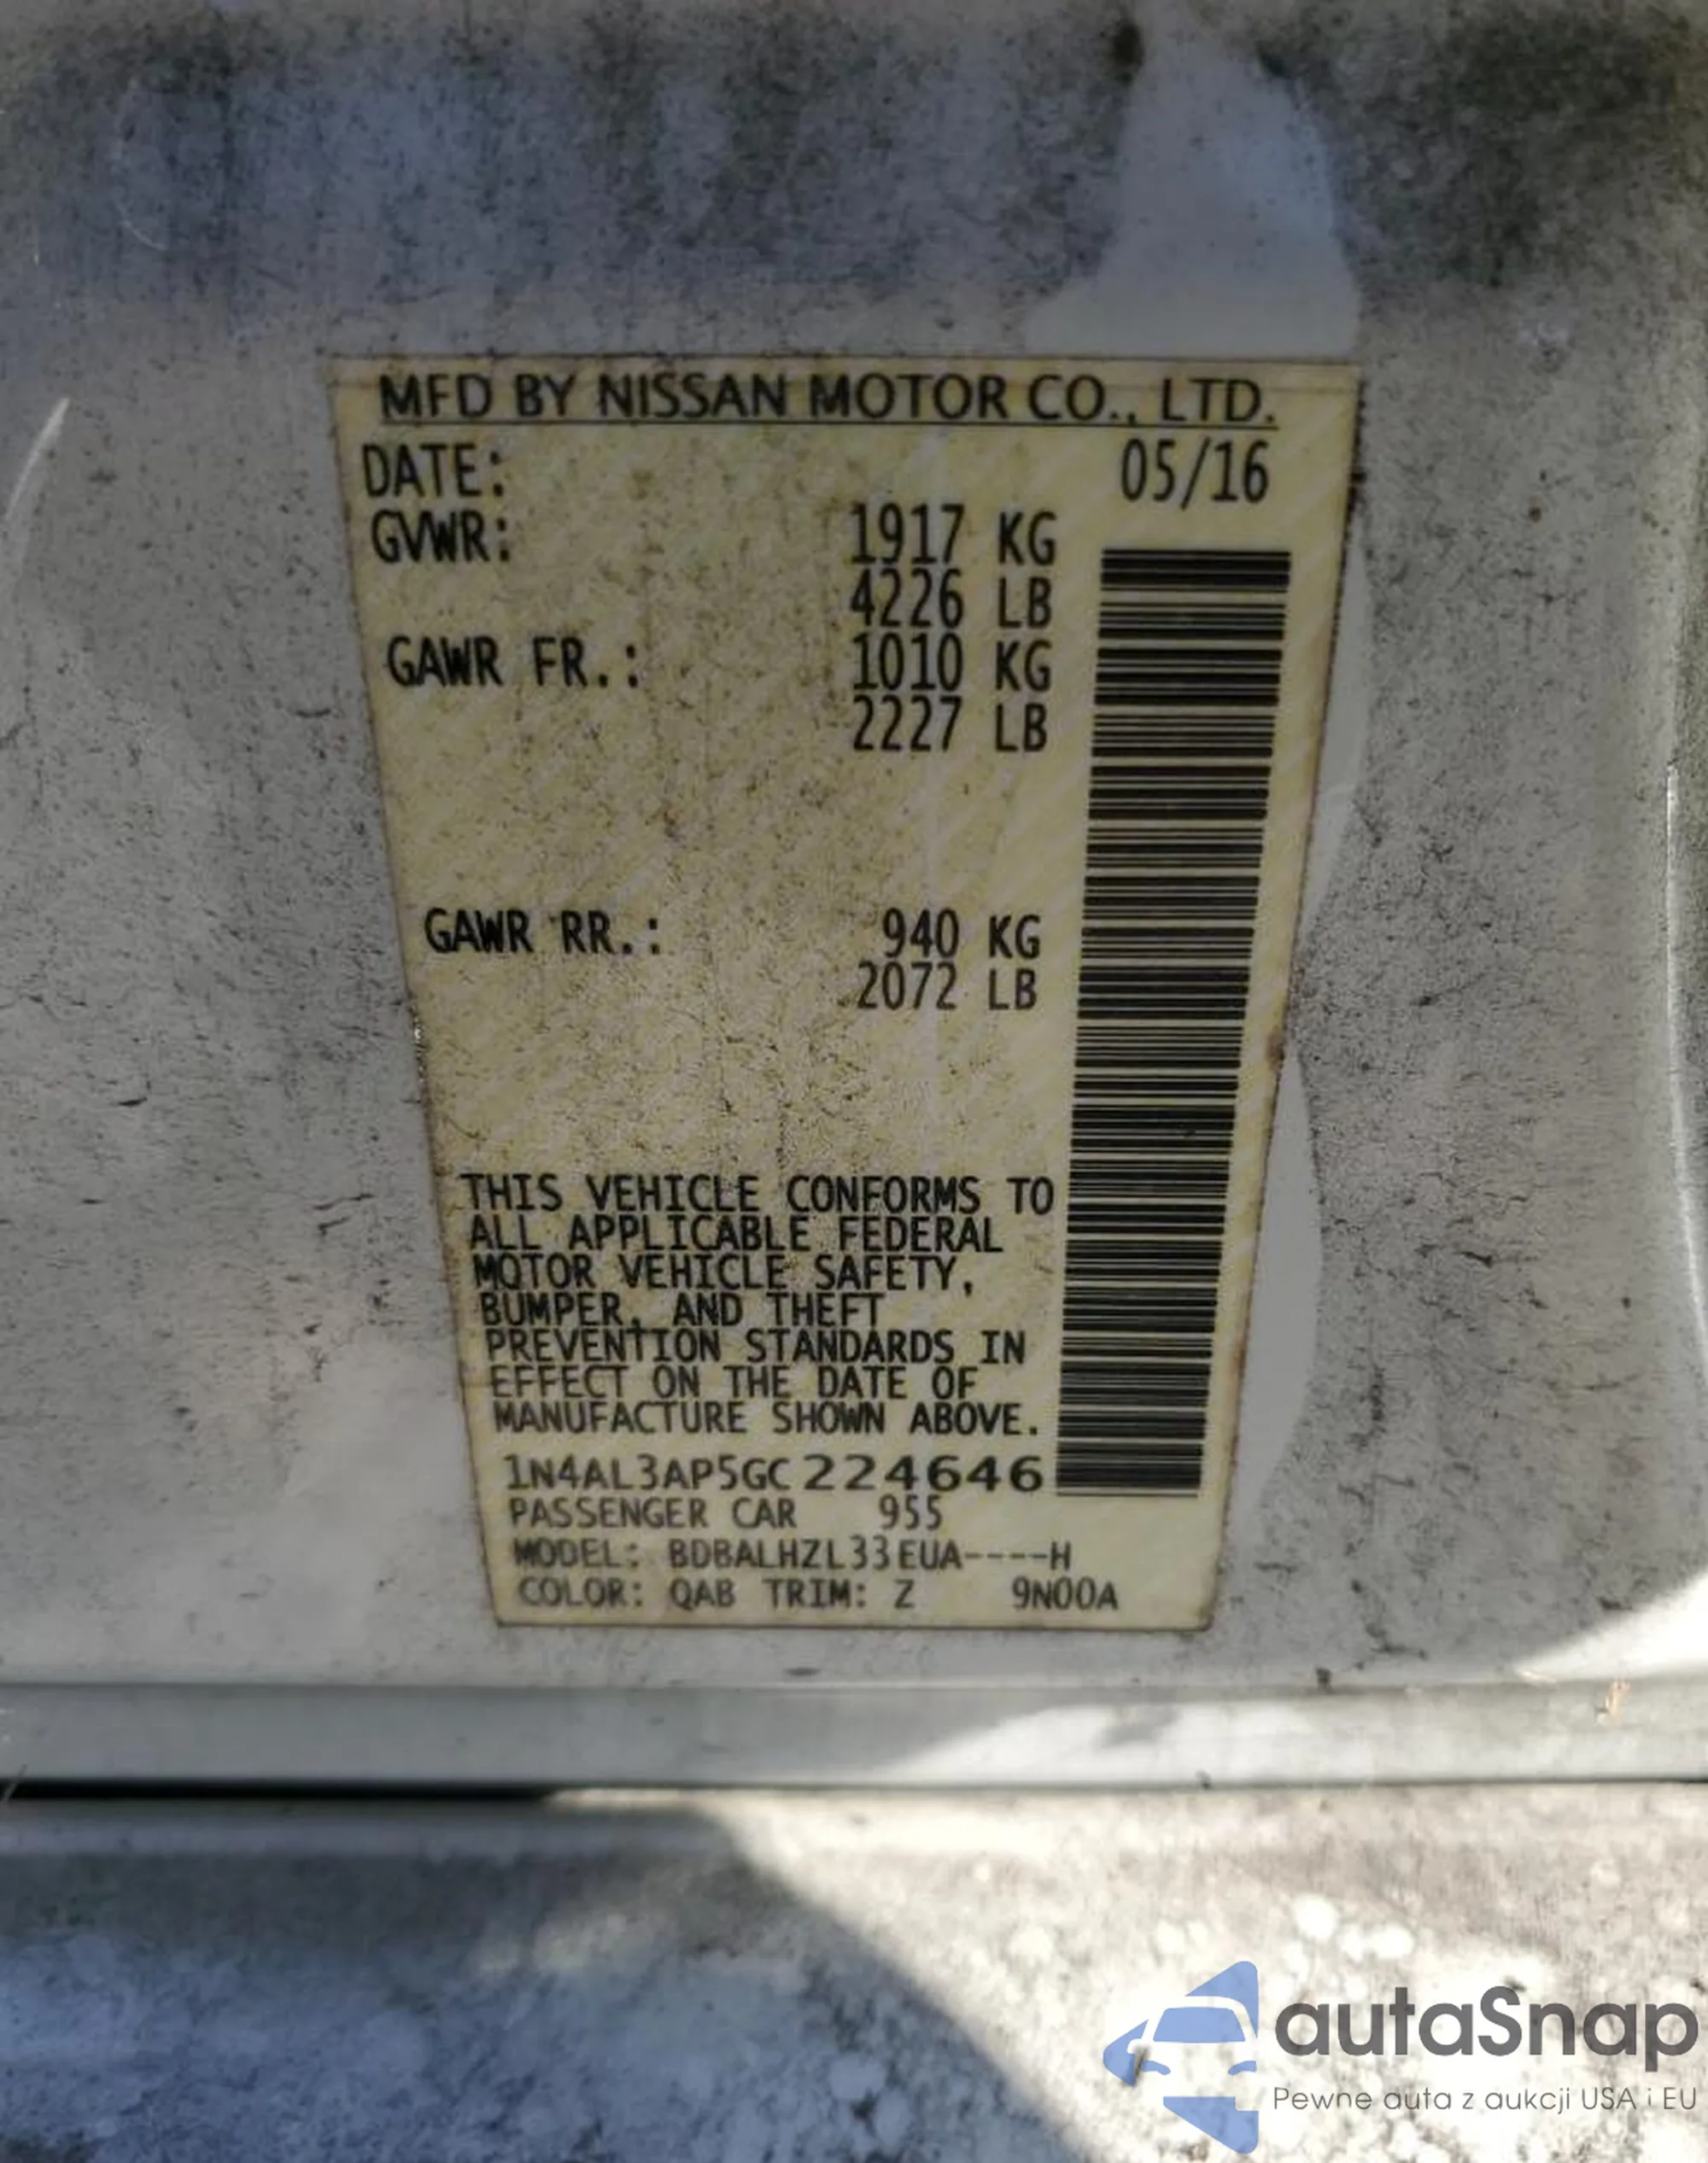 MFD BY NISSAN MOTOR CO., LTD.
DATE: 05/16
GVWR: 1917 KG
4226 LB
GAWR FR.: 1010 KG
2227 LB
GAWR RR.: 940 KG
2072 LB
THIS VEHICLE CONFORMS TO
ALL APPLICABLE FEDERAL
MOTOR VEHICLE SAFETY,
BUMPER, AND THEFT
PREVENTION STANDARDS IN
EFFECT ON THE DATE OF
MANUFACTURE SHOWN ABOVE.
1N4AL3AP5GC224646
PASSENGER CAR 955
MODEL: BDBALHZL33EUA----H
COLOR: QAB TRIM: Z 9N00A
autaSnap
Pewne auta z aukcji USA i EU